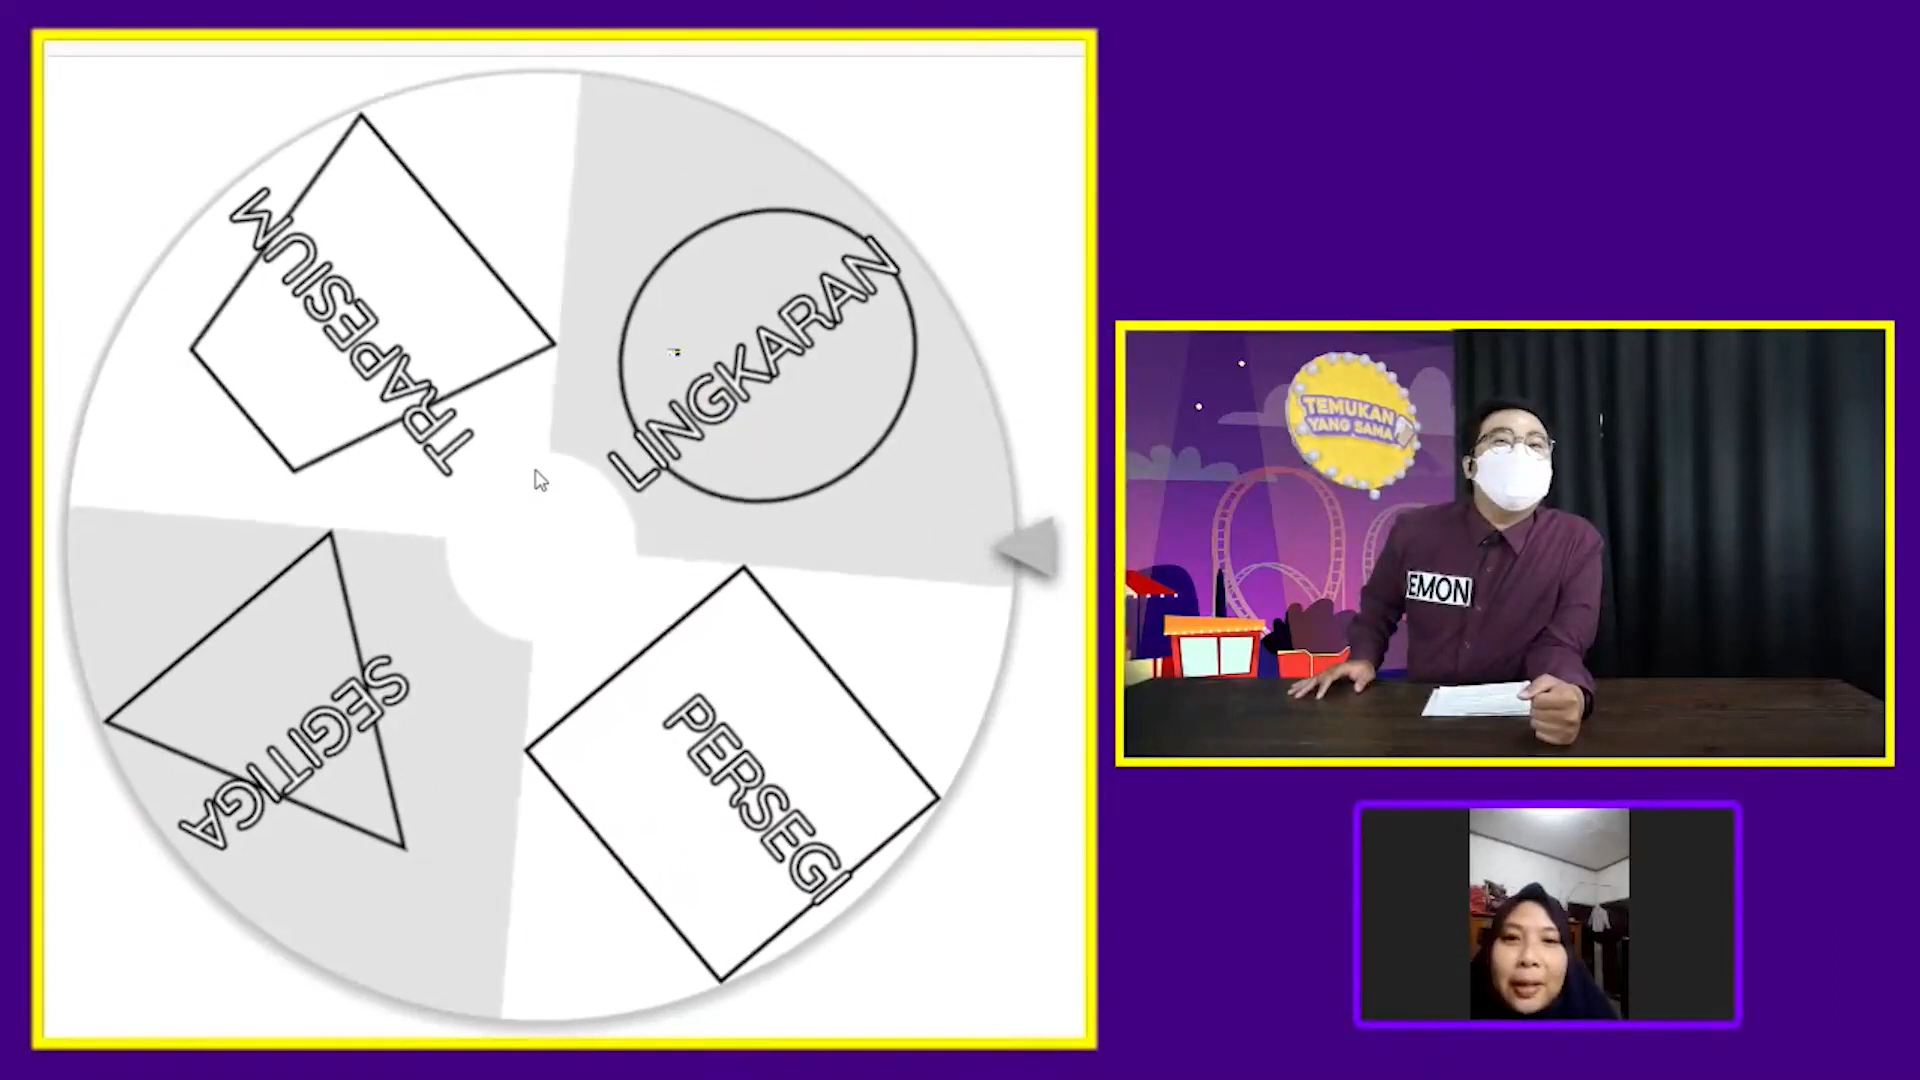 TRAPESIUM
LINGKARAN
SEGITIGA
PERSEGI
TEMUKAN
YANG SAMA
EMON